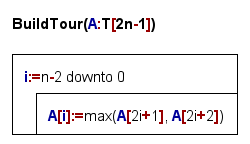 BuildTour(A:T[2n-1])
i:=n-2 downto 0
A[i]:=max(A[2i+1], A[2i+2])